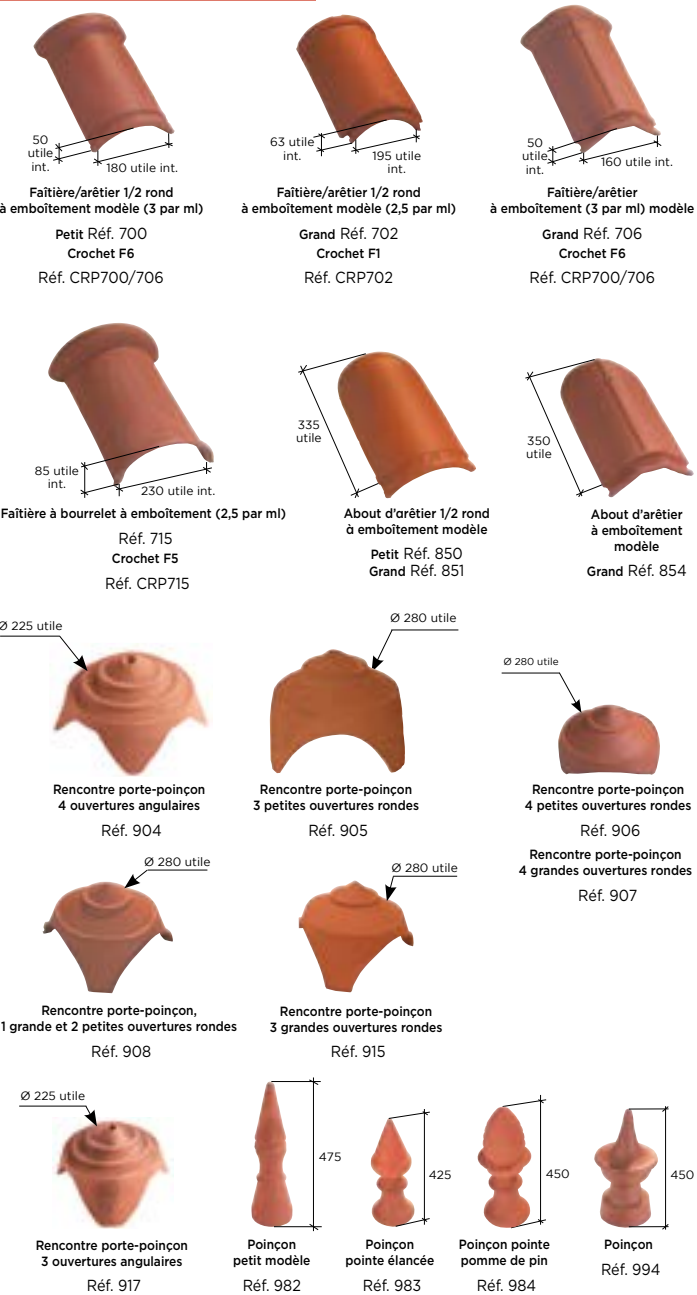 50
utile
int.
180 utile int.
63 utile
int.
195 utile
int.
50
utile
int.
160 utile int.
Faîtière/arêtier 1/2 rond
à emboîtement modèle (3 par ml)
Petit Réf. 700
Crochet F6
Réf. CRP700/706
Faîtière/arêtier 1/2 rond
à emboîtement modèle (2,5 par ml)
Grand Réf. 702
Crochet F1
Réf. CRP702
Faîtière/arêtier
à emboîtement (3 par ml) modèle
Grand Réf. 706
Crochet F6
Réf. CRP700/706
85 utile
int.
230 utile int.
335
utile
350
utile
Faîtière à bourrelet à emboîtement (2,5 par ml)
Réf. 715
Crochet F5
Réf. CRP715
About d'arêtier 1/2 rond
à emboîtement modèle
Petit Réf. 850
Grand Réf. 851
About d'arêtier
à emboîtement
modèle
Grand Réf. 854
Ø 225 utile
Ø 280 utile
Ø 280 utile
Rencontre porte-poinçon
4 ouvertures angulaires
Réf. 904
Rencontre porte-poinçon
3 petites ouvertures rondes
Réf. 905
Rencontre porte-poinçon
4 petites ouvertures rondes
Réf. 906
Rencontre porte-poinçon
4 grandes ouvertures rondes
Réf. 907
Ø 280 utile
Ø 280 utile
Rencontre porte-poinçon,
1 grande et 2 petites ouvertures rondes
Réf. 908
Rencontre porte-poinçon
3 grandes ouvertures rondes
Réf. 915
Ø 225 utile
475
425
450
450
Rencontre porte-poinçon
3 ouvertures angulaires
Réf. 917
Poinçon
petit modèle
Réf. 982
Poinçon
pointe élancée
Réf. 983
Poinçon pointe
pomme de pin
Réf. 984
Poinçon
Réf. 994